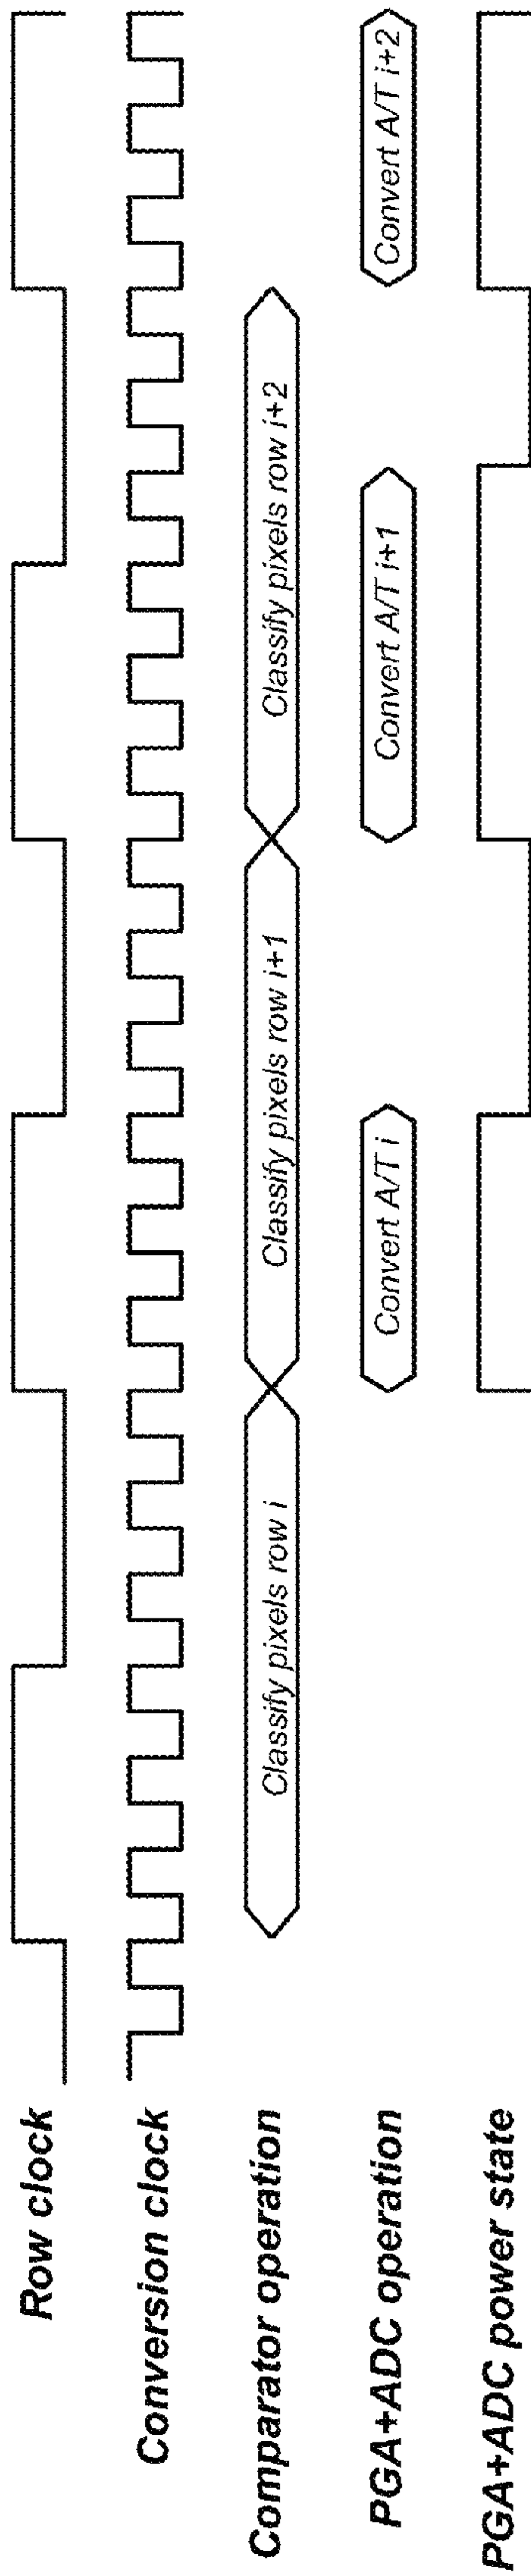 Row clock
Conversion clock
Comparator operation
Classify pixels row i
Classify pixels row i+1
Classify pixels row i+2
PGA+ADC operation
Convert A/T i
Convert A/T i+1
Convert A/T i+2
PGA+ADC power state